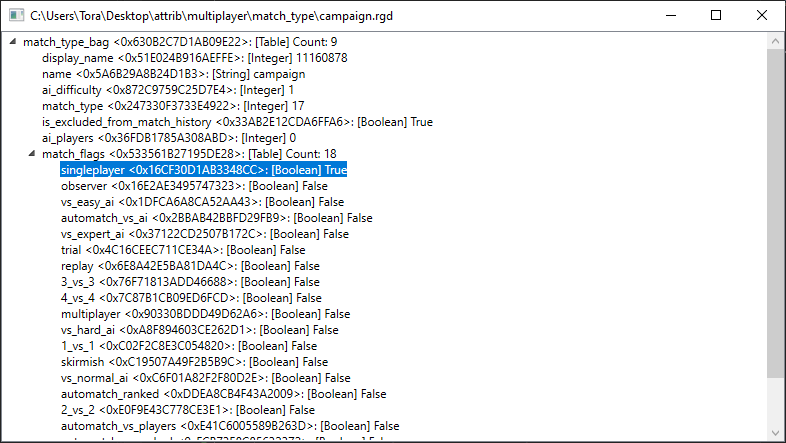 C:\Users\Tora\Desktop\attrib\multiplayer\match_type\campaign.rgd
match_type_bag <0x630B2C7D1AB09E22>: [Table] Count: 9
display_name <0x51E024B916AEFFE>: [Integer] 11160878
name <0x5A6B29A8B24D1B3>: [String] campaign
ai_difficulty <0x872C9759C25D7E4>: [Integer] 1
match_type <0x247330F3733E4922>: [Integer] 17
is_excluded_from_match_history <0x33AB2E12CDA6FFA6>: [Boolean] True
ai_players <0x36FDB1785A308ABD>: [Integer] 0
match_flags <0x533561B27195DE28>: [Table] Count: 18
singleplayer <0x16CF30D1AB3348CC>: [Boolean] True
observer <0x16E2AE3495747323>: [Boolean] False
vs_easy_ai <0x1DFCA6A8CA52AA43>: [Boolean] False
automatch_vs_ai <0x2BBAB42BBFD29FB9>: [Boolean] False
vs_expert_ai <0x37122CD2507B172C>: [Boolean] False
trial <0x4C16CEEC711CE34A>: [Boolean] False
replay <0x6E8A42E5BA81DA4C>: [Boolean] False
3_vs_3 <0x76F71813ADD46688>: [Boolean] False
4_vs_4 <0x7C87B1CB09ED6FCD>: [Boolean] False
multiplayer <0x90330BDDD49D62A6>: [Boolean] False
vs_hard_ai <0xA8F894603CE262D1>: [Boolean] False
1_vs_1 <0xC02F2C8E3C054820>: [Boolean] False
skirmish <0xC19507A49F2B5B9C>: [Boolean] False
vs_normal_ai <0xC6F01A82F2F80D2E>: [Boolean] False
automatch_ranked <0xDDEA8CB4F43A2009>: [Boolean] False
2_vs_2 <0xE0F9E43C778CE3E1>: [Boolean] False
automatch_vs_players <0xE41C6005589B263D>: [Boolean] False